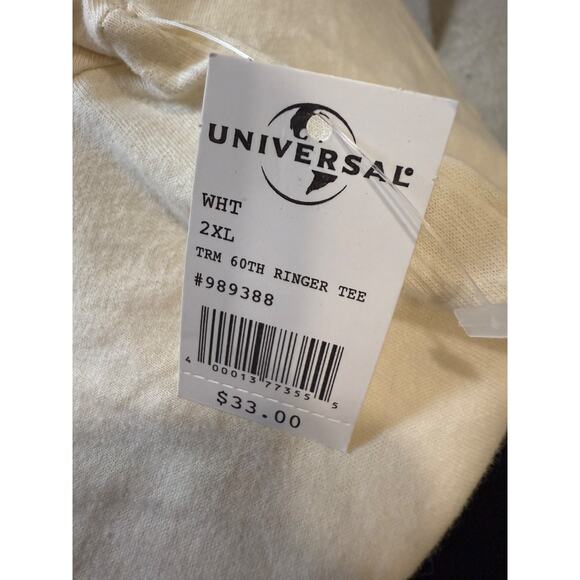 UNIVERSAL
WHT
2XL
TRM 60TH RINGER TEE
#989388
4 00013 77355 5
$33.00